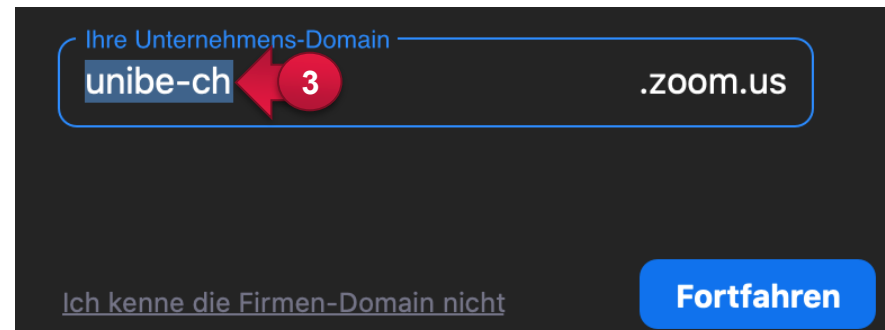 Ihre Unternehmens-Domain
unibe-ch 3 .zoom.us
Ich kenne die Firmen-Domain nicht Fortfahren